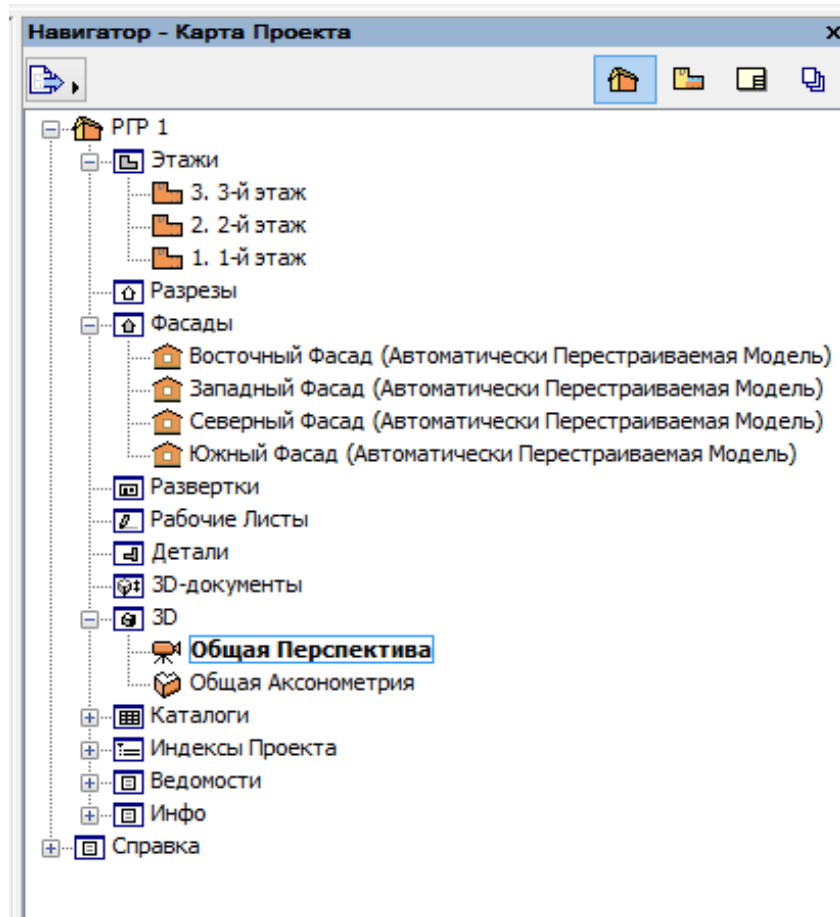 Навигатор - Карта Проекта
РГР 1
Этажи
3. 3-й этаж
2. 2-й этаж
1. 1-й этаж
Разрезы
Фасады
Восточный Фасад (Автоматически Перестраиваемая Модель)
Западный Фасад (Автоматически Перестраиваемая Модель)
Северный Фасад (Автоматически Перестраиваемая Модель)
Южный Фасад (Автоматически Перестраиваемая Модель)
Развертки
Рабочие Листы
Детали
3D-документы
3D
Общая Перспектива
Общая Аксонометрия
Каталоги
Индексы Проекта
Ведомости
Инфо
Справка